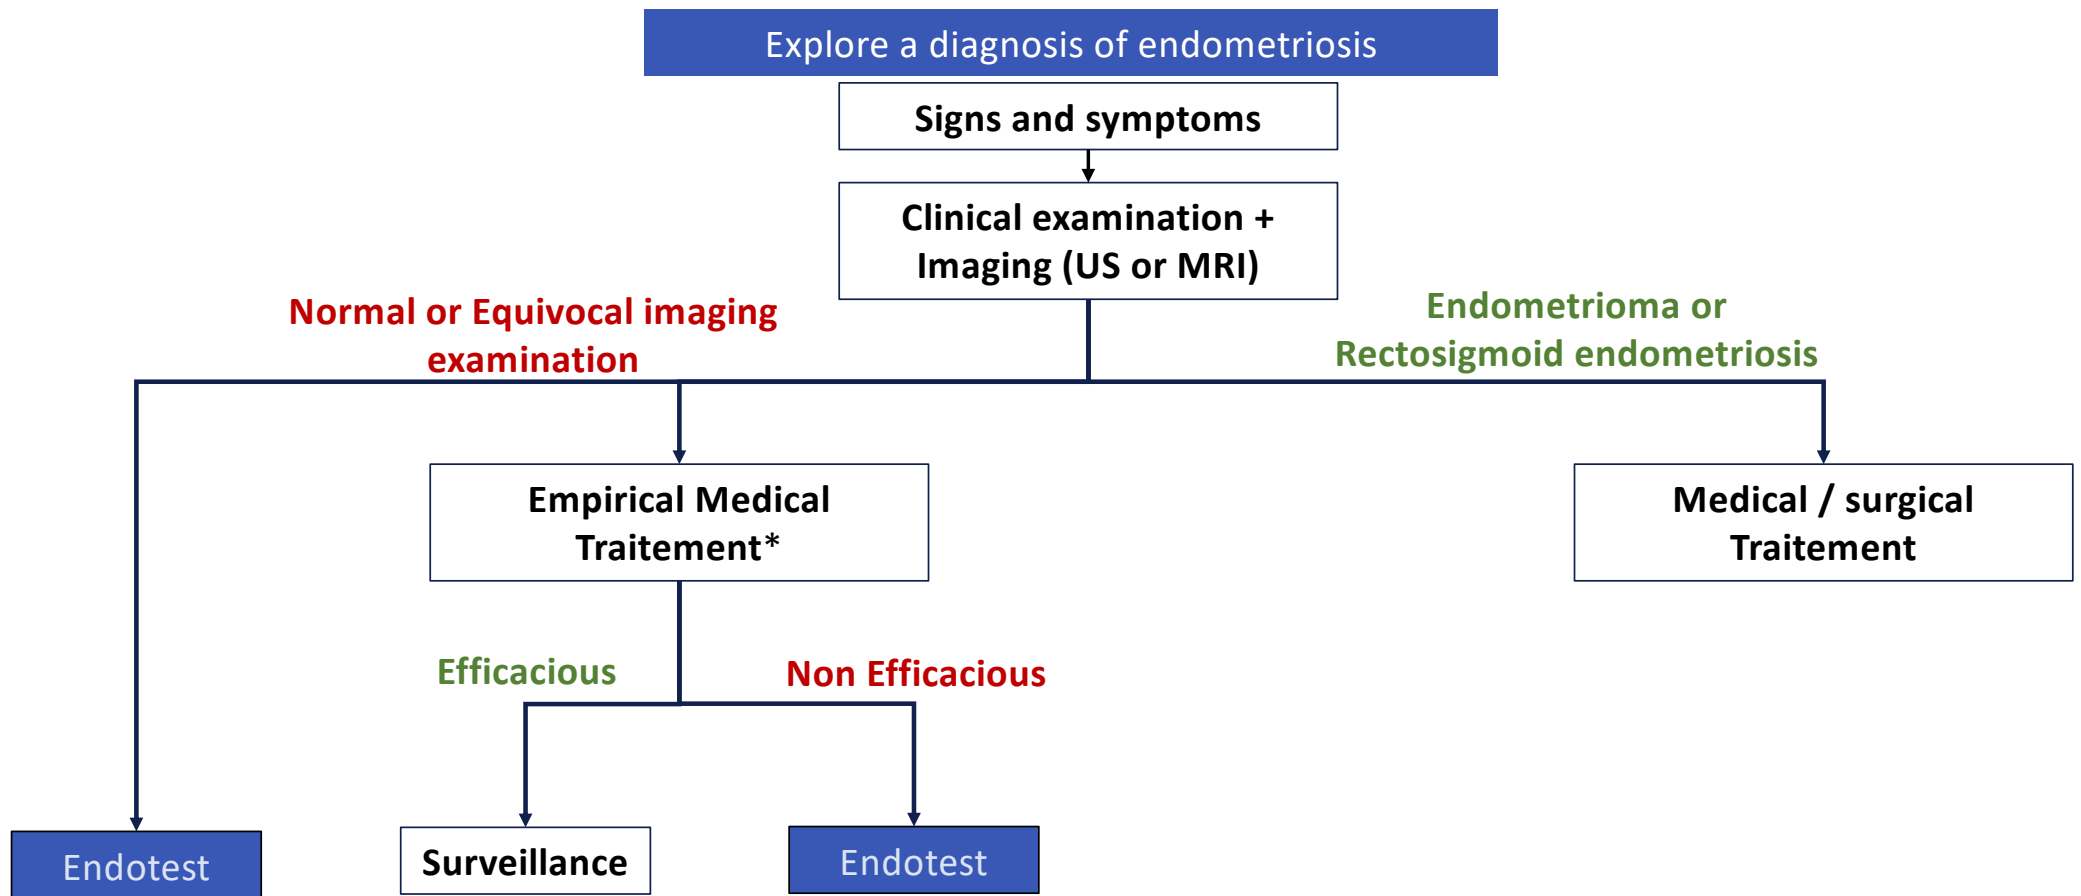 Explore a diagnosis of endometriosis
Signs and symptoms
Clinical examination +
Imaging (US or MRI)
Normal or Equivocal imaging
examination
Endometrioma or
Rectosigmoid endometriosis
Empirical Medical
Traitement*
Medical / surgical
Traitement
Efficacious
Non Efficacious
Endotest
Surveillance
Endotest